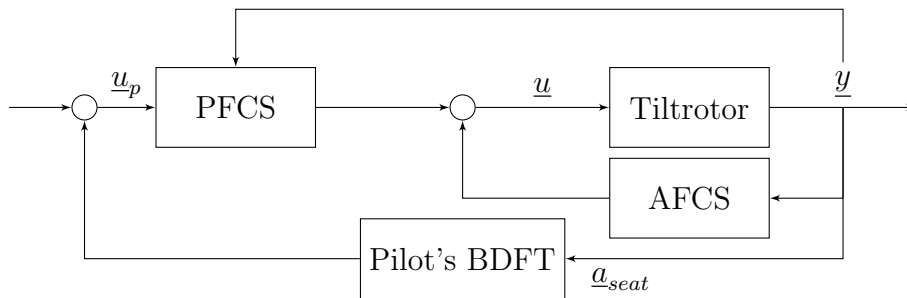 u_p
PFCS
u
Tiltrotor
y
AFCS
Pilot's BDFT
a_seat